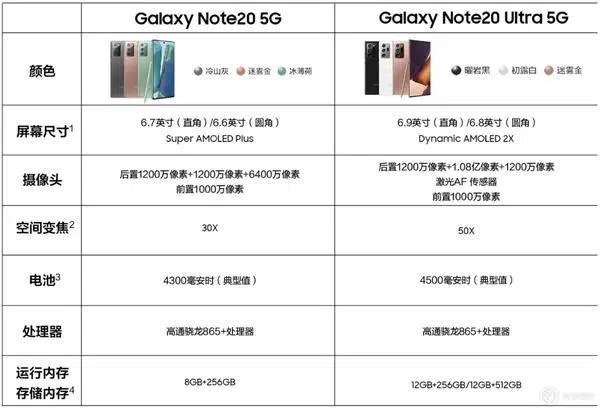 Galaxy Note20 5G
Galaxy Note20 Ultra 5G
颜色
冷山灰 迷雾金 冰薄荷
曜岩黑 初露白 迷雾金
屏幕尺寸1
6.7英寸（直角）/6.6英寸（圆角）
Super AMOLED Plus
6.9英寸（直角）/6.8英寸（圆角）
Dynamic AMOLED 2X
摄像头
后置1200万像素+1200万像素+6400万像素
前置1000万像素
后置1200万像素+1.08亿像素+1200万像素
激光AF 传感器
前置1000万像素
空间变焦2
30X
50X
电池3
4300毫安时（典型值）
4500毫安时（典型值）
处理器
高通骁龙865+处理器
高通骁龙865+处理器
运行内存
存储内存4
8GB+256GB
12GB+256GB/12GB+512GB